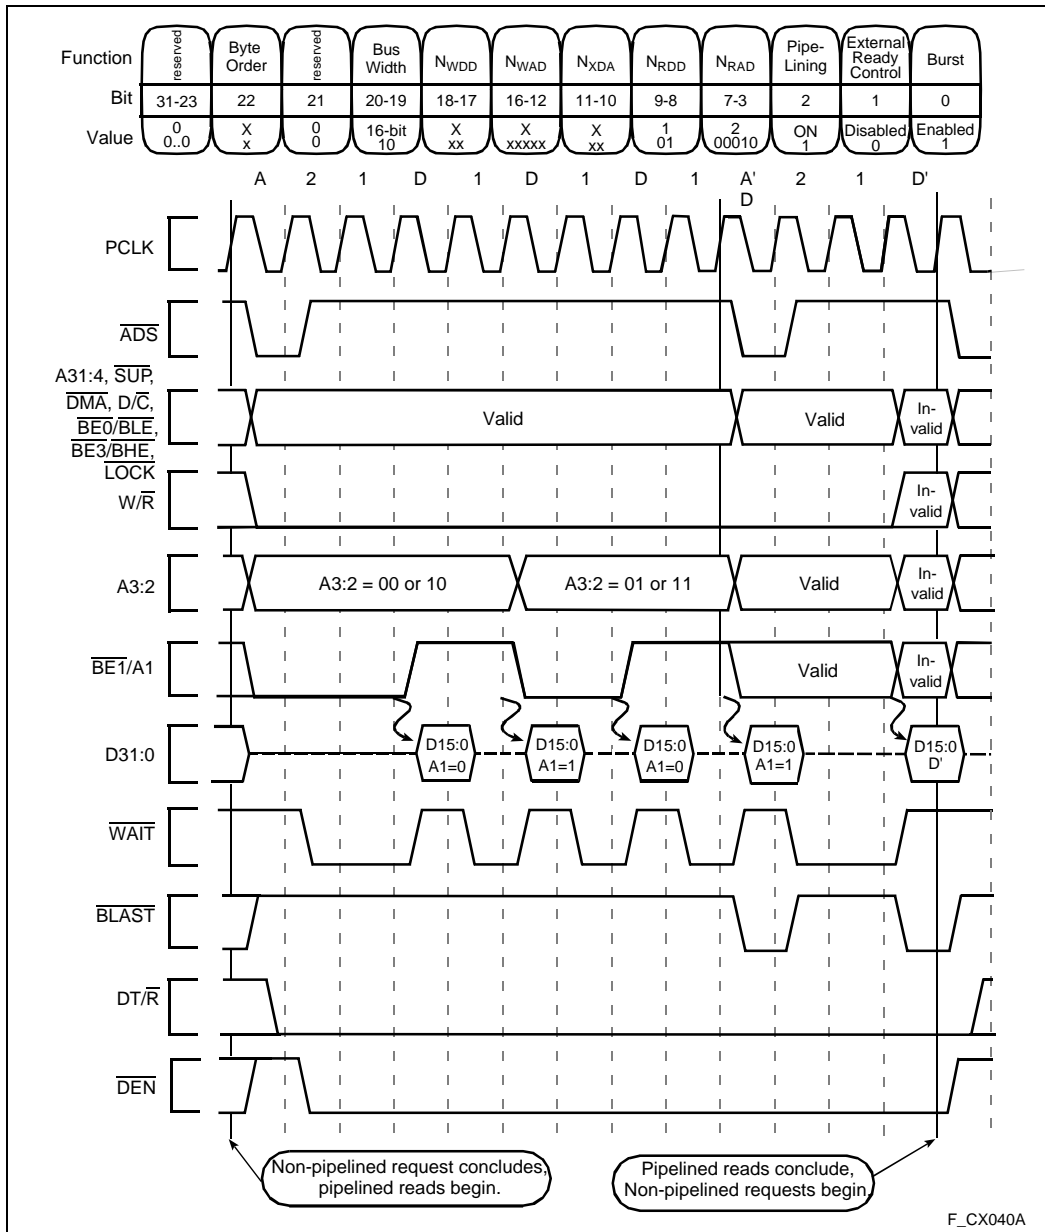 Function reserved Byte Order reserved Bus Width NWDD NWAD NXDA NRDD NRAD Pipe-Lining External Ready Control Burst
Bit 31-23 22 21 20-19 18-17 16-12 11-10 9-8 7-3 2 1 0
Value 0 X 0 16-bit X X X 1 2 ON Disabled Enabled
0..0 x 0 10 xx xxxxx xx 01 00010 1 0 1
A 2 1 D 1 D 1 D 1 A' 2 1 D'
D
PCLK
ADS
A31:4, SUP,
DMA, D/C,
BE0/BLE,
BE3/BHE,
LOCK
Valid Valid In-valid
W/R
In-valid
A3:2
A3:2 = 00 or 10 A3:2 = 01 or 11 Valid In-valid
BE1/A1
Valid In-valid
D31:0
D15:0 D15:0 D15:0 D15:0 D15:0
A1=0 A1=1 A1=0 A1=1 D'
WAIT
BLAST
DT/R
DEN
Non-pipelined request concludes,
pipelined reads begin.
Pipelined reads conclude,
Non-pipelined requests begin.
F_CX040A